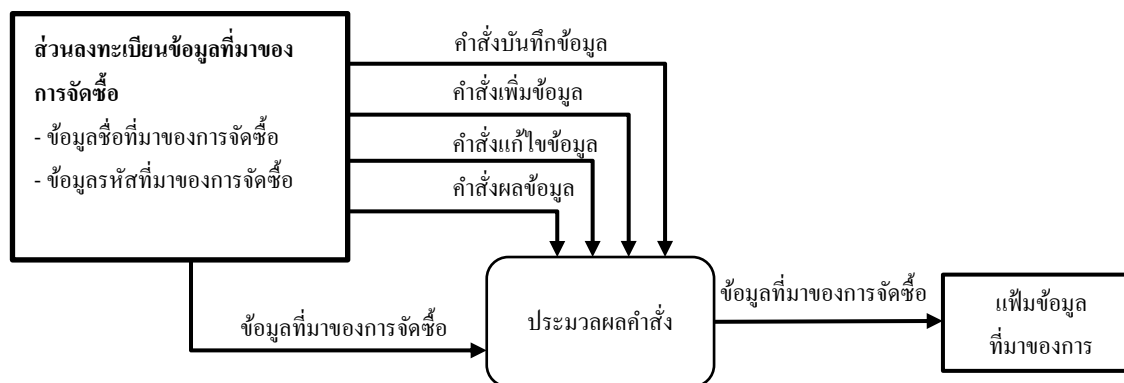 ส่วนลงทะเบียนข้อมูลที่มาของ
การจัดซื้อ
- ข้อมูลชื่อที่มาของการจัดซื้อ
- ข้อมูลรหัสที่มาของการจัดซื้อ
คำสั่งบันทึกข้อมูล
คำสั่งเพิ่มข้อมูล
คำสั่งแก้ไขข้อมูล
คำสั่งผลข้อมูล
ข้อมูลที่มาของการจัดซื้อ
ประมวลผลคำสั่ง
ข้อมูลที่มาของการจัดซื้อ
แฟ้มข้อมูล
ที่มาของการ